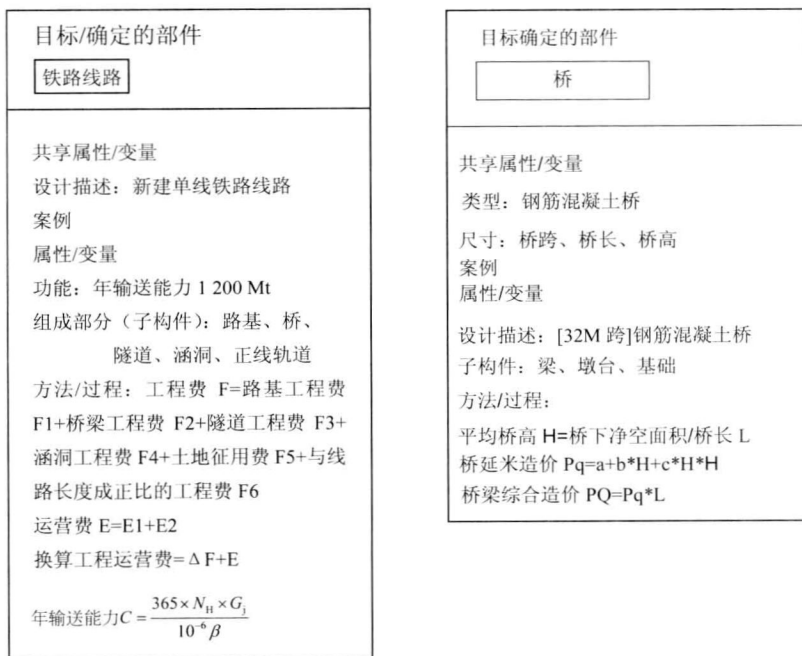 目标/确定的部件
铁路线路
共享属性/变量
设计描述：新建单线铁路线路
案例
属性/变量
功能：年输送能力 1 200 Mt
组成部分（子构件）：路基、桥、
隧道、涵洞、正线轨道
方法/过程：工程费 F=路基工程费
F1+桥梁工程费 F2+隧道工程费 F3+
涵洞工程费 F4+土地征用费 F5+与线
路长度成正比的工程费 F6
运营费 E=E1+E2
换算工程运营费=ΔF+E
年输送能力C = \frac{365×N_H×G_j}{10^{-6}β}
目标确定的部件
桥
共享属性/变量
类型：钢筋混凝土桥
尺寸：桥跨、桥长、桥高
案例
属性/变量
设计描述：[32M 跨]钢筋混凝土桥
子构件：梁、墩台、基础
方法/过程：
平均桥高 H=桥下净空面积/桥长 L
桥延米造价 Pq=a+b*H+c*H*H
桥梁综合造价 PQ=Pq*L